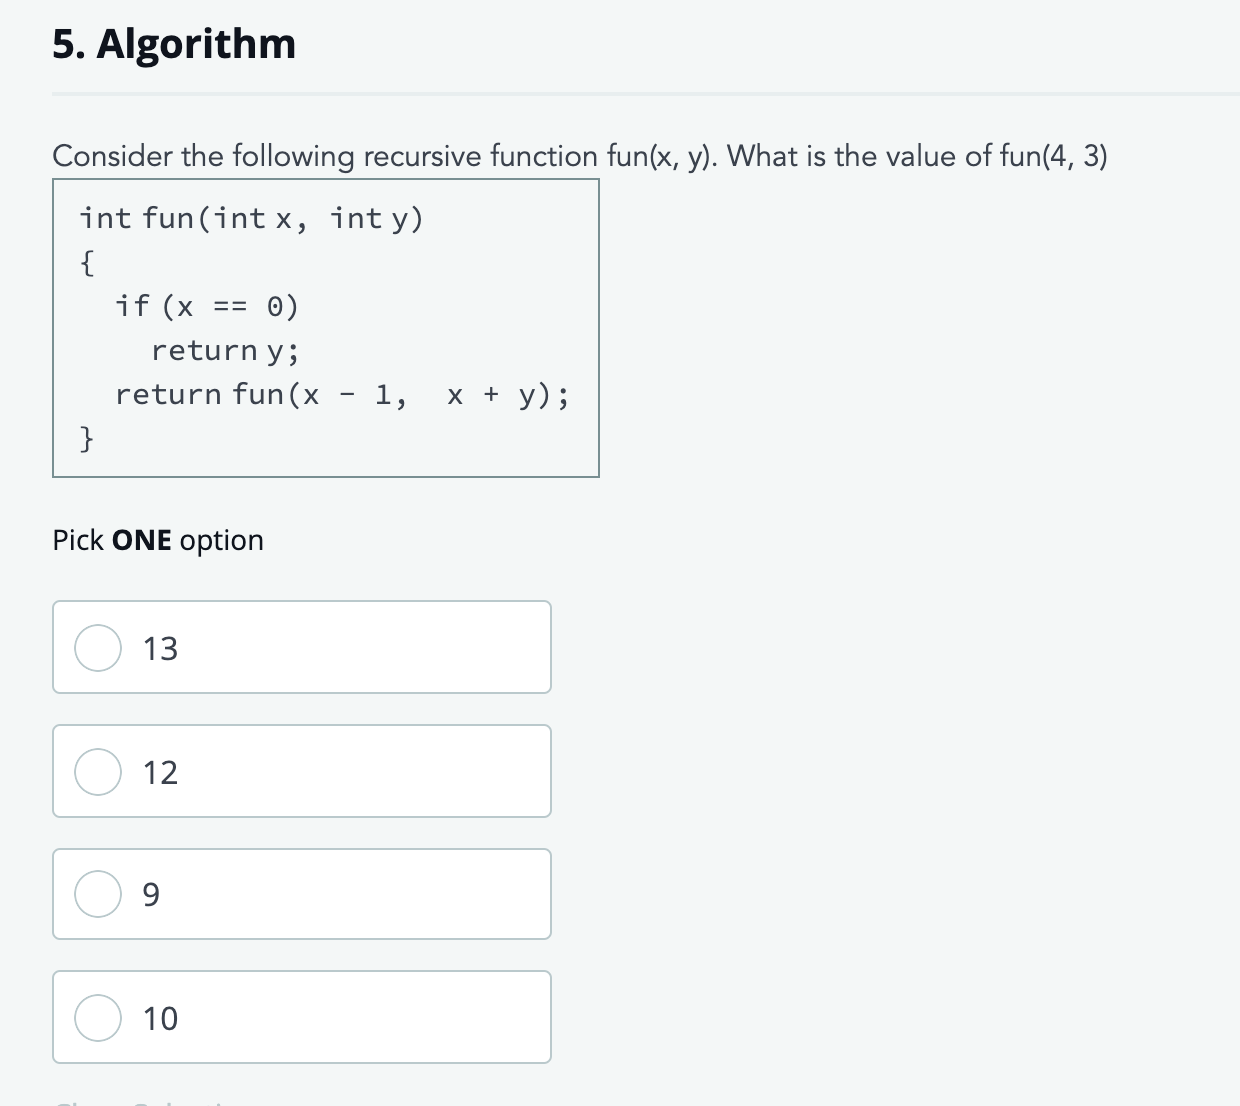 5. Algorithm
Consider the following recursive function fun(x, y). What is the value of fun(4, 3)
int fun(int x, int y)
{
if (x == 0)
return y;
return fun(x - 1, x + y);
}
Pick ONE option
13
12
9
10